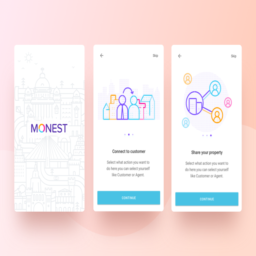 MONEST
Skip
Connect to customer
Select what action you want to
do here you can select yourself
like Customer or Agent
CONTINUE
Skip
Share your property
Select what action you want to
do here you can select yourself
like Customer or Agent
CONTINUE